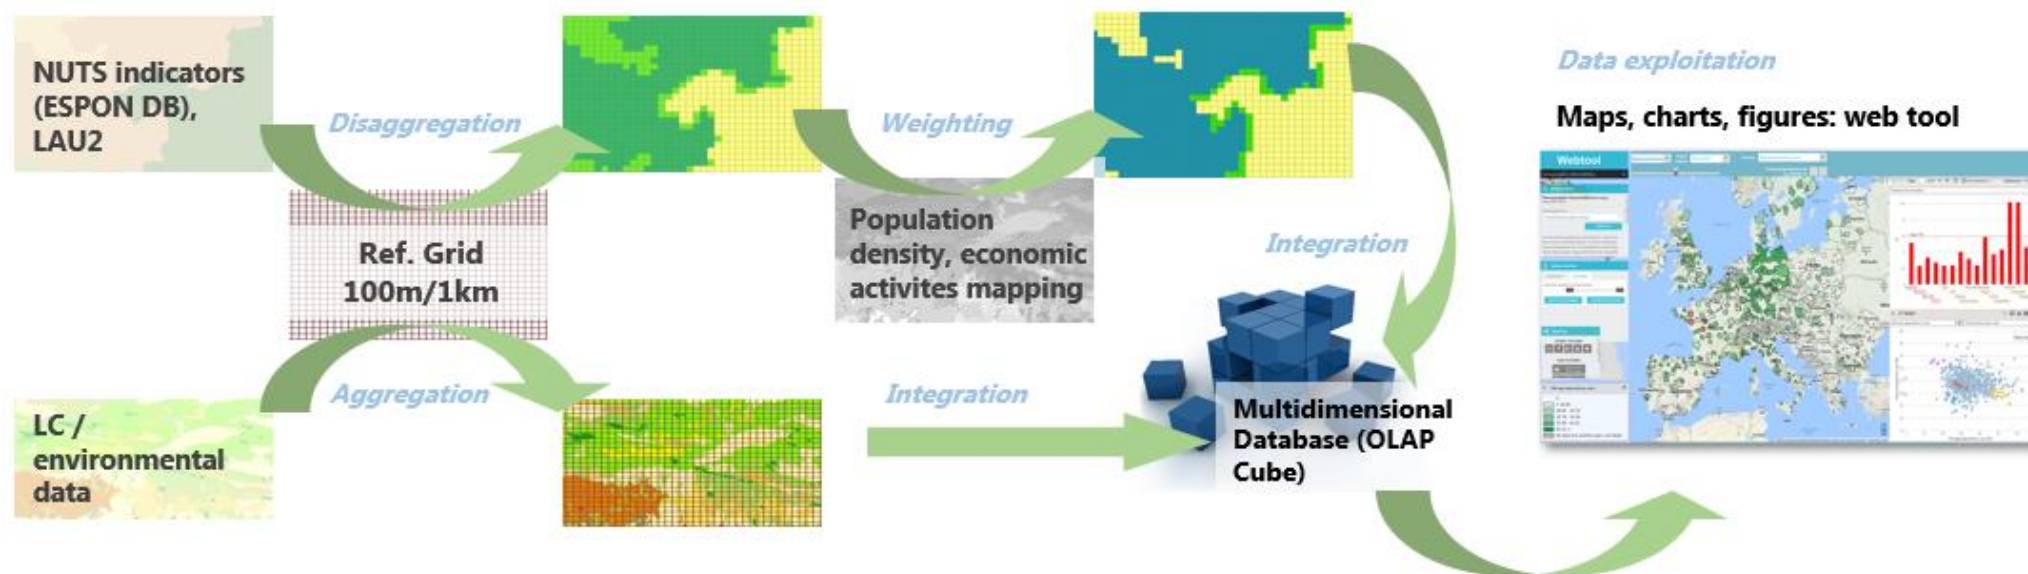 NUTS indicators
(ESPON DB),
LAU2
Disaggregation
Ref. Grid
100m/1km
Aggregation
LC /
environmental
data
Weighting
Population
density, economic
activites mapping
Integration
Integration
Multidimensional
Database (OLAP
Cube)
Data exploitation
Maps, charts, figures: web tool
Webtool